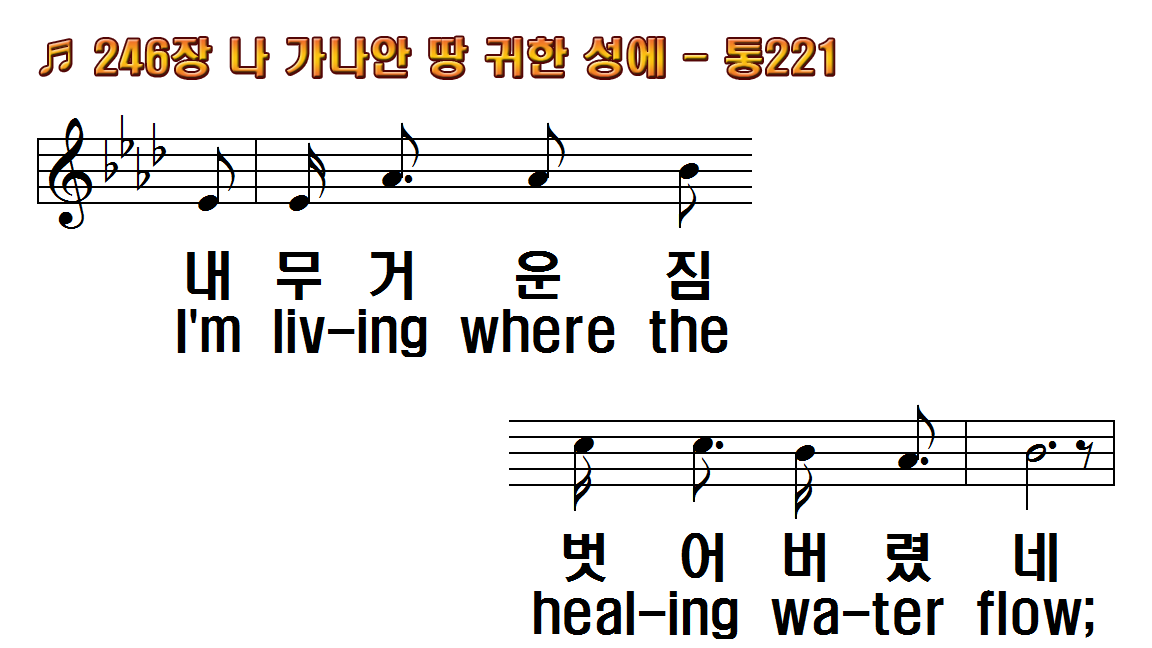 ♬ 246장 나 가나안 땅 귀한 성에 - 통221
내 무 거 운 짐
I'm liv-ing where the
벗 어 버 렸 네
heal-ing wa-ter flow;